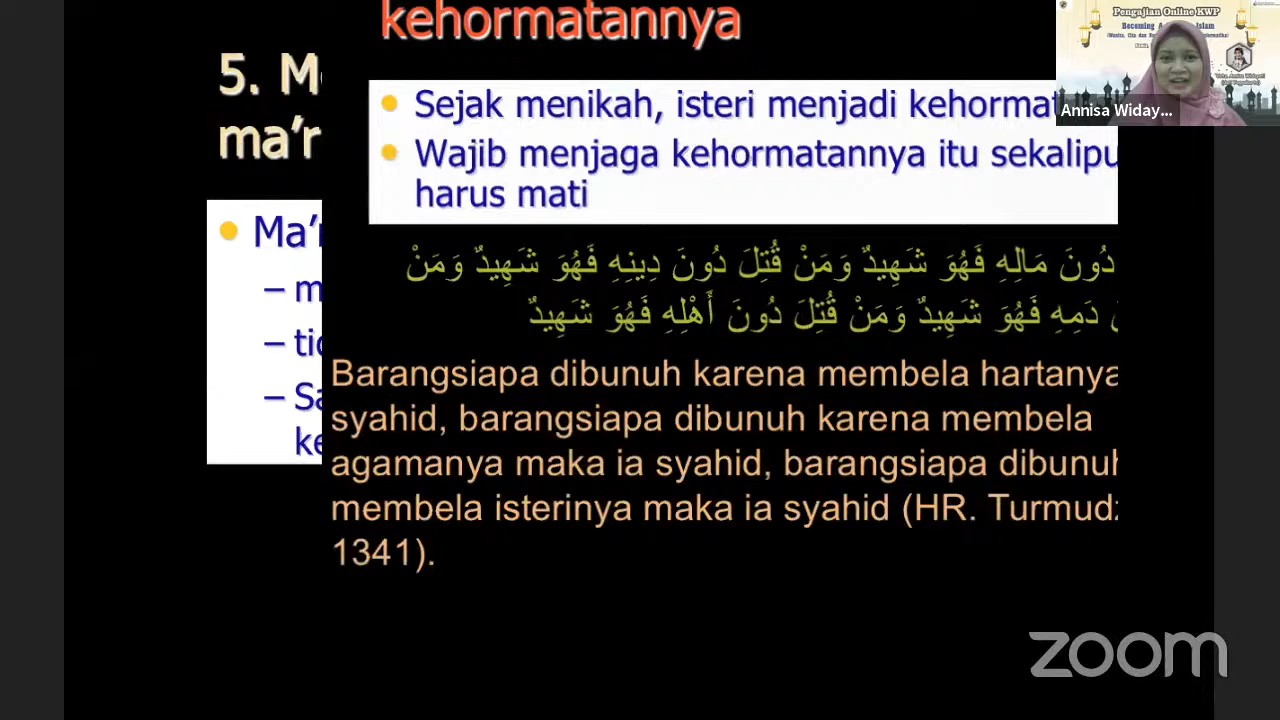 kehormatannya
5. M
ma'r
Sejak menikah, isteri menjadi kehormat
Wajib menjaga kehormatannya itu sekalipu
harus mati
Ma'r
– m
– tid
– Sa
ke
دُونَ مَالِهِ فَهُوَ شَهِيدٌ وَمَنْ قُتِلَ دُونَ دِينِهِ فَهُوَ شَهِيدٌ وَمَنْ
دَمِهِ فَهُوَ شَهِيدٌ وَمَنْ قُتِلَ دُونَ أَهْلِهِ فَهُوَ شَهِيدٌ
Barangsiapa dibunuh karena membela hartanya
syahid, barangsiapa dibunuh karena membela
agamanya maka ia syahid, barangsiapa dibunuh
membela isterinya maka ia syahid (HR. Turmudz
1341).
Pengajian Online KWP
Becoming A
Islam
Annisa Widay...
zoom